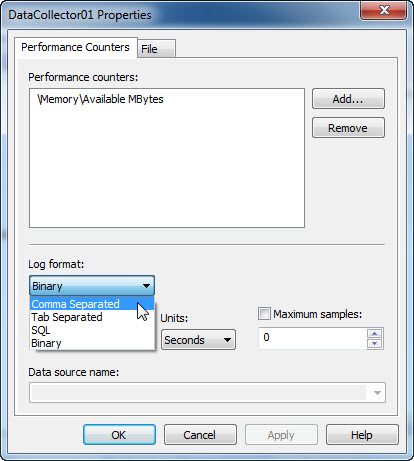 DataCollector01 Properties
Performance Counters
File
Performance counters:
\Memory\Available MBytes
Add...
Remove
Log format:
Binary
Comma Separated
Tab Separated
SQL
Binary
Units:
Seconds
Maximum samples:
0
Data source name:
OK
Cancel
Apply
Help